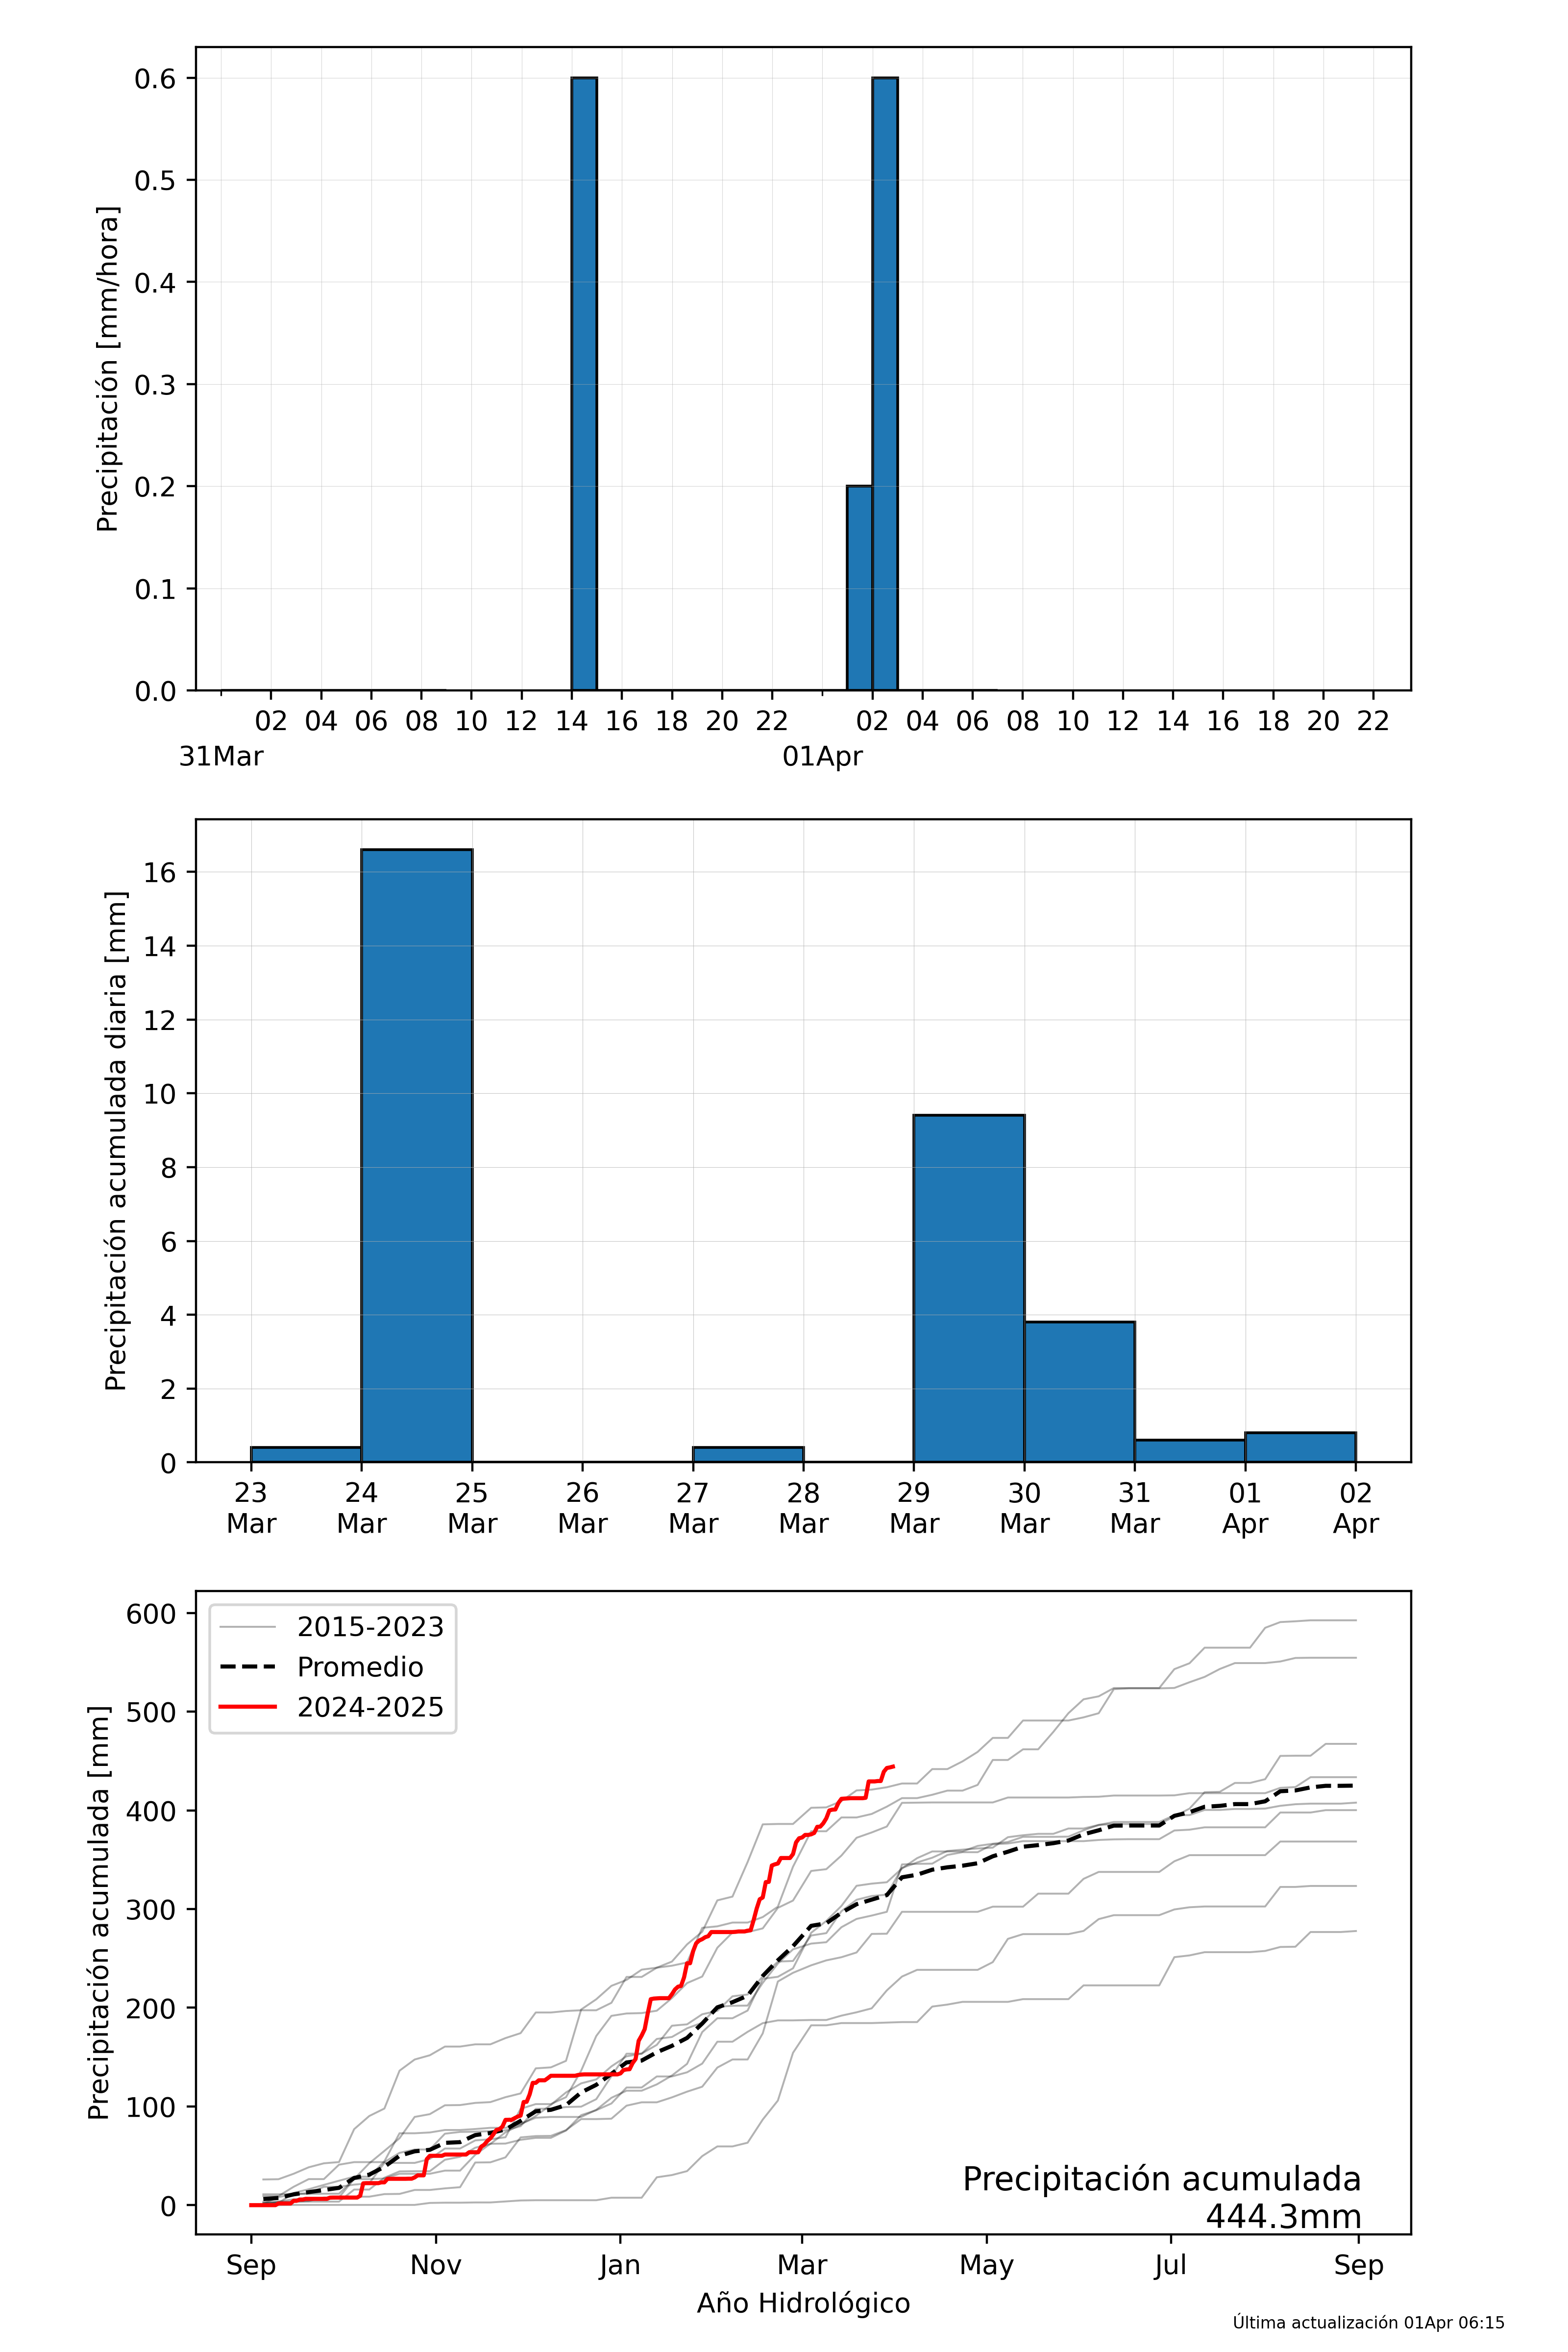 0.6
0.5
0.4
0.3
0.2
0.1
0.0
Precipitación [mm/hora]
02 04 06 08 10 12 14 16 18 20 22 02 04 06 08 10 12 14 16 18 20 22
31Mar 01Apr
16
14
12
10
8
6
4
2
0
Precipitación acumulada diaria [mm]
23 24 25 26 27 28 29 30 31 01 02
Mar Mar Mar Mar Mar Mar Mar Mar Mar Apr Apr
600
500
400
300
200
100
0
Precipitación acumulada [mm]
2015-2023
Promedio
2024-2025
Precipitación acumulada
444.3mm
Sep Nov Jan Mar May Jul Sep
Año Hidrológico
Última actualización 01Apr 06:15